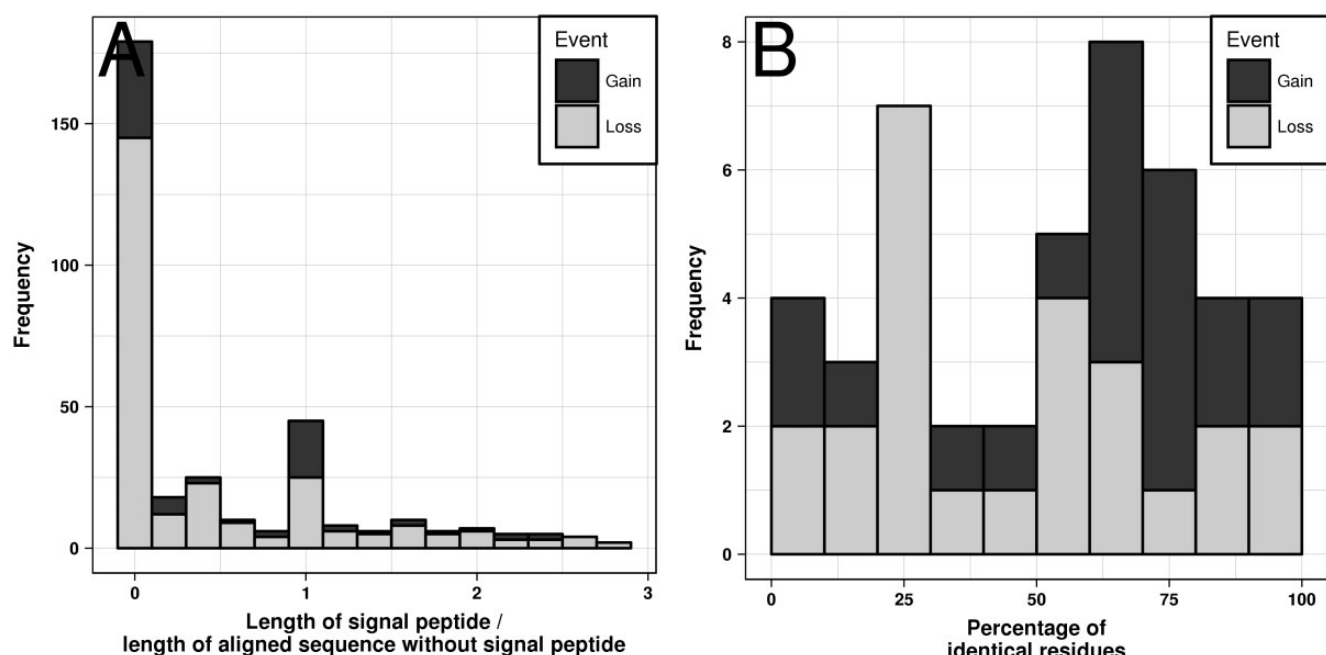 A
Event
Gain
Loss
150
100
50
0
Frequency
0 1 2 3
Length of signal peptide /
length of aligned sequence without signal peptide
B
Event
Gain
Loss
8
6
4
2
0
Frequency
0 25 50 75 100
Percentage of
identical residues